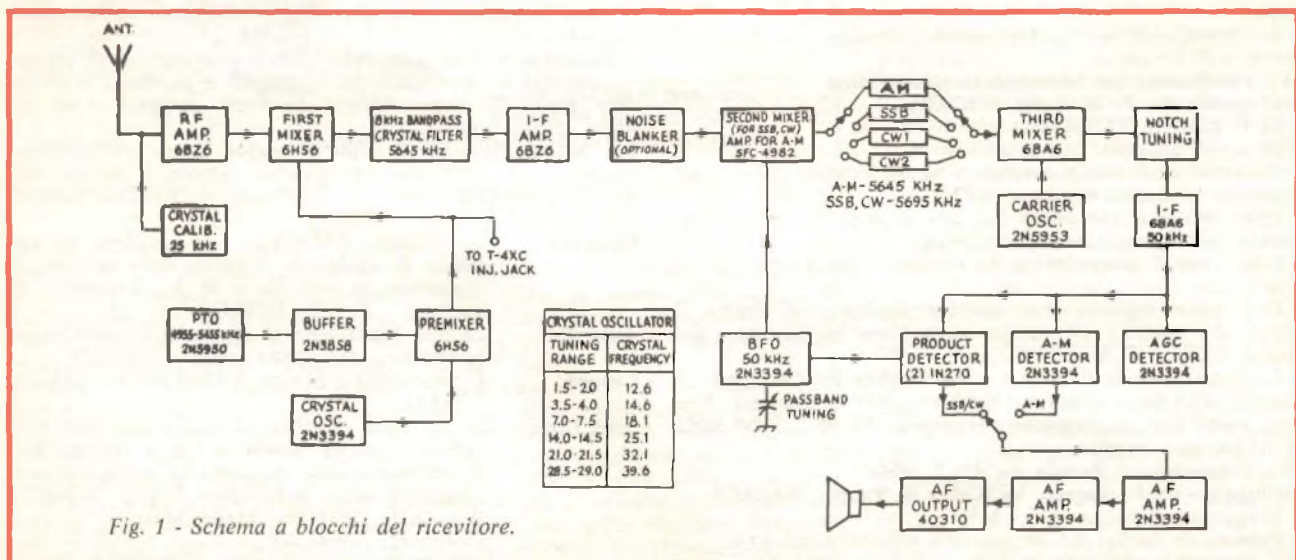 ANT.
RF
AMP.
6BZ6
FIRST
MIXER
6HS6
8kHz BANDPASS
CRYSTAL FILTER
5645 KHz
I-F
AMP.
6BZ6
NOISE
BLANKER
(OPTIONAL)
SECOND MIXER
(FOR SSB, CW)
AMP. FOR A-M
SFC-4982
AM
SSB
CW1
CW2
A-M-5645 KHz
SSB, CW-5695 KHz
THIRD
MIXER
6BA6
NOTCH
TUNING
CRYSTAL
CALIB.
25 kHz
CARRIER
OSC.
2N5953
I-F
6BA6
50kHz
TO T-4XC
INJ. JACK
PTO
4955-5455kHz
2N5950
BUFFER
2N3858
PREMIXER
6HS6
CRYSTAL
OSC.
2N3394
CRYSTAL OSCILLATOR
TUNING RANGE CRYSTAL FREQUENCY
1.5-2.0 12.6
3.5-4.0 14.6
7.0-7.5 18.1
14.0-14.5 25.1
21.0-21.5 32.1
28.5-29.0 39.6
BFO
50 kHz
2N3394
PASSBAND
TUNING
PRODUCT
DETECTOR
(2) IN270
A-M
DETECTOR
2N3394
AGC
DETECTOR
2N3394
SSB/CW
A-M
AF
OUTPUT
40310
AF
AMP.
2N3394
AF
AMP.
2N3394
Fig. 1 - Schema a blocchi del ricevitore.